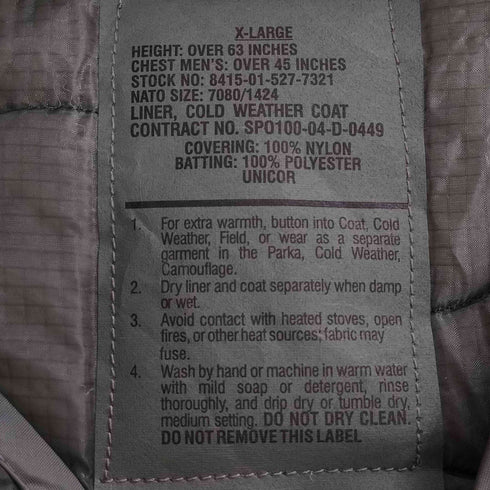 X-LARGE
HEIGHT: OVER 63 INCHES
CHEST MEN'S: OVER 45 INCHES
STOCK NO: 8415-01-527-7321
NATO SIZE: 7080/1424
LINER, COLD WEATHER COAT
CONTRACT NO. SPO100-04-D-0449
COVERING: 100% NYLON
BATTING: 100% POLYESTER
UNICOR
1. For extra warmth, button into Coat, Cold
Weather, Field, or wear as a separate
garment in the Parka, Cold Weather,
Camouflage.
2. Dry liner and coat separately when damp
or wet.
3. Avoid contact with heated stoves, open
fires, or other heat sources; fabric may
fuse.
4. Wash by hand or machine in warm water
with mild soap or detergent, rinse
thoroughly, and drip dry or tumble dry,
medium setting. DO NOT DRY CLEAN.
DO NOT REMOVE THIS LABEL